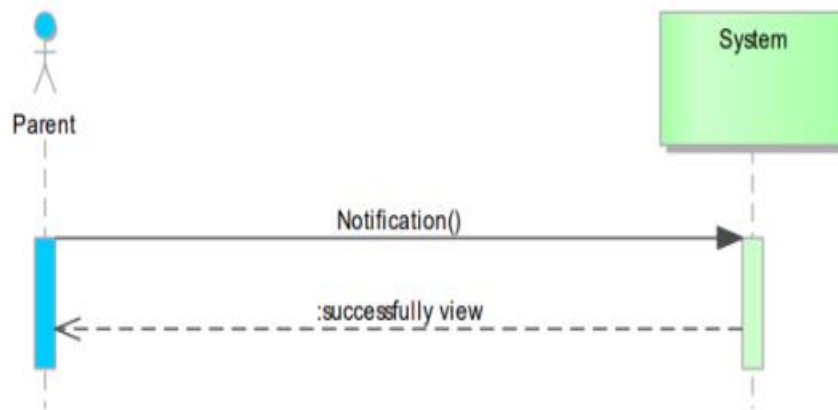 System
Parent
Notification()
:successfully view